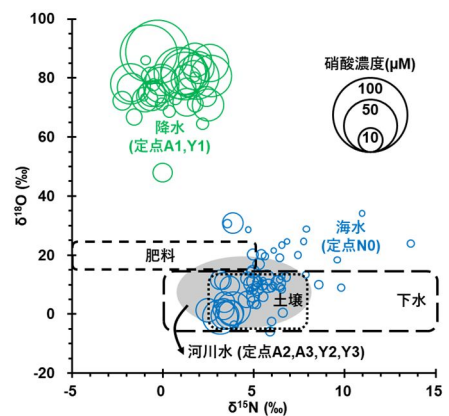 100
80
60
40
20
0
-20
δ18O (‰)
-5
0
5
10
15
δ15N (‰)
硝酸濃度(μM)
100
50
10
降水
(定点A1,Y1)
海水
(定点N0)
肥料
土壌
下水
河川水 (定点A2,A3,Y2,Y3)